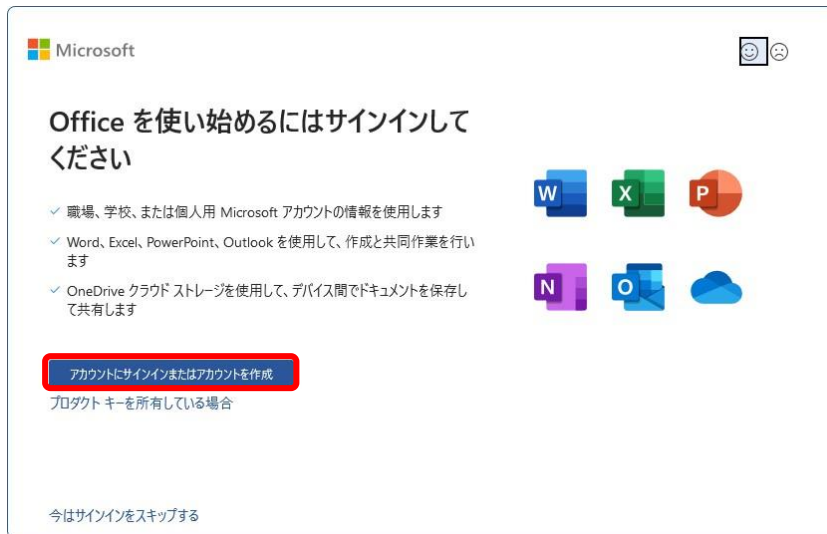 Microsoft
Office を使い始めるにはサインインして
ください
職場、学校、または個人用 Microsoft アカウントの情報を使用します
Word、Excel、PowerPoint、Outlook を使用して、作成と共同作業を行い
ます
OneDrive クラウド ストレージを使用して、デバイス間でドキュメントを保存し
て共有します
W X P
N O
アカウントにサインインまたはアカウントを作成
プロダクト キーを所有している場合
今はサインインをスキップする